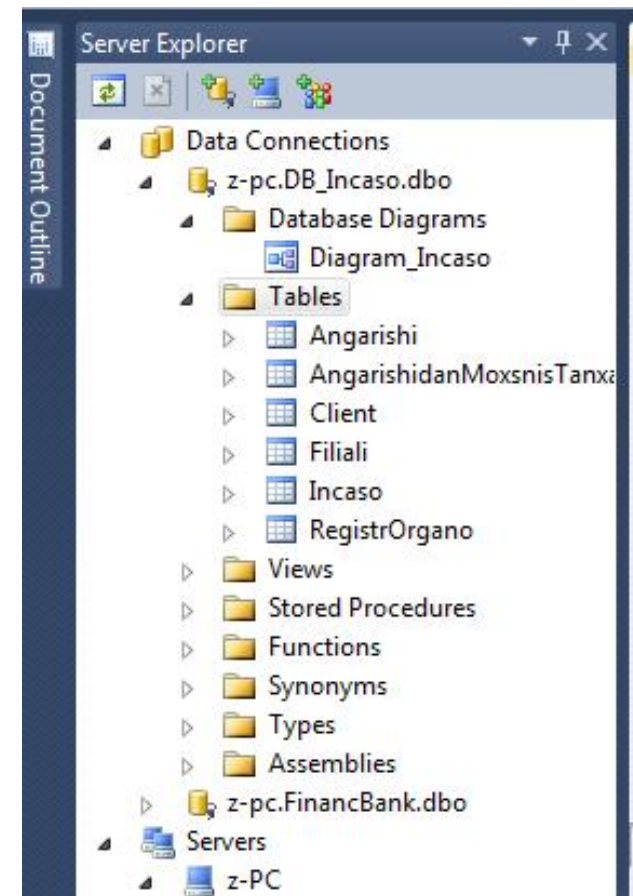 Server Explorer
Document Outline
Data Connections
z-pc.DB_Incaso.dbo
Database Diagrams
Diagram_Incaso
Tables
Angarishi
AngarishidanMoxsnisTanxa
Client
Filiali
Incaso
RegistrOrgano
Views
Stored Procedures
Functions
Synonyms
Types
Assemblies
z-pc.FinancBank.dbo
Servers
z-PC